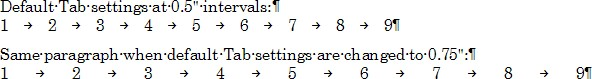 Default·Tab·settings·at·0.5"·intervals:¶
1 → 2 → 3 → 4 → 5 → 6 → 7 → 8 → 9¶
Same·paragraph·when·default·Tab·settings·are·changed·to·0.75":¶
1 → 2 → 3 → 4 → 5 → 6 → 7 → 8 → 9¶